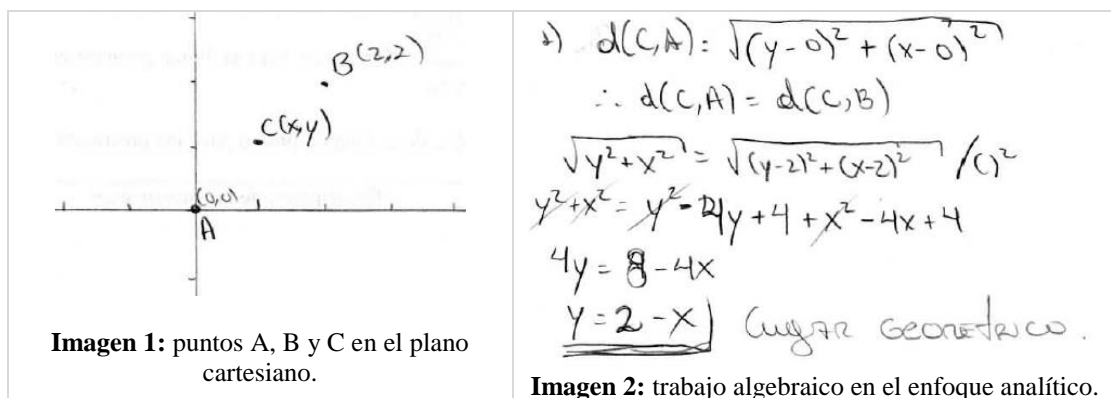 B(2,2)
C(x,y)
(0,0)
A
Imagen 1: puntos A, B y C en el plano
cartesiano.
1) d(C,A) = √((y-0)² + (x-0)²)
∴ d(C,A) = d(C,B)
√(y²+x²) = √((y-2)²+(x-2)²) /()²
y²+x² = y² - 4y + 4 + x² - 4x + 4
4y = 8 - 4x
y = 2 - x Lugar Geometrico.
Imagen 2: trabajo algebraico en el enfoque analítico.